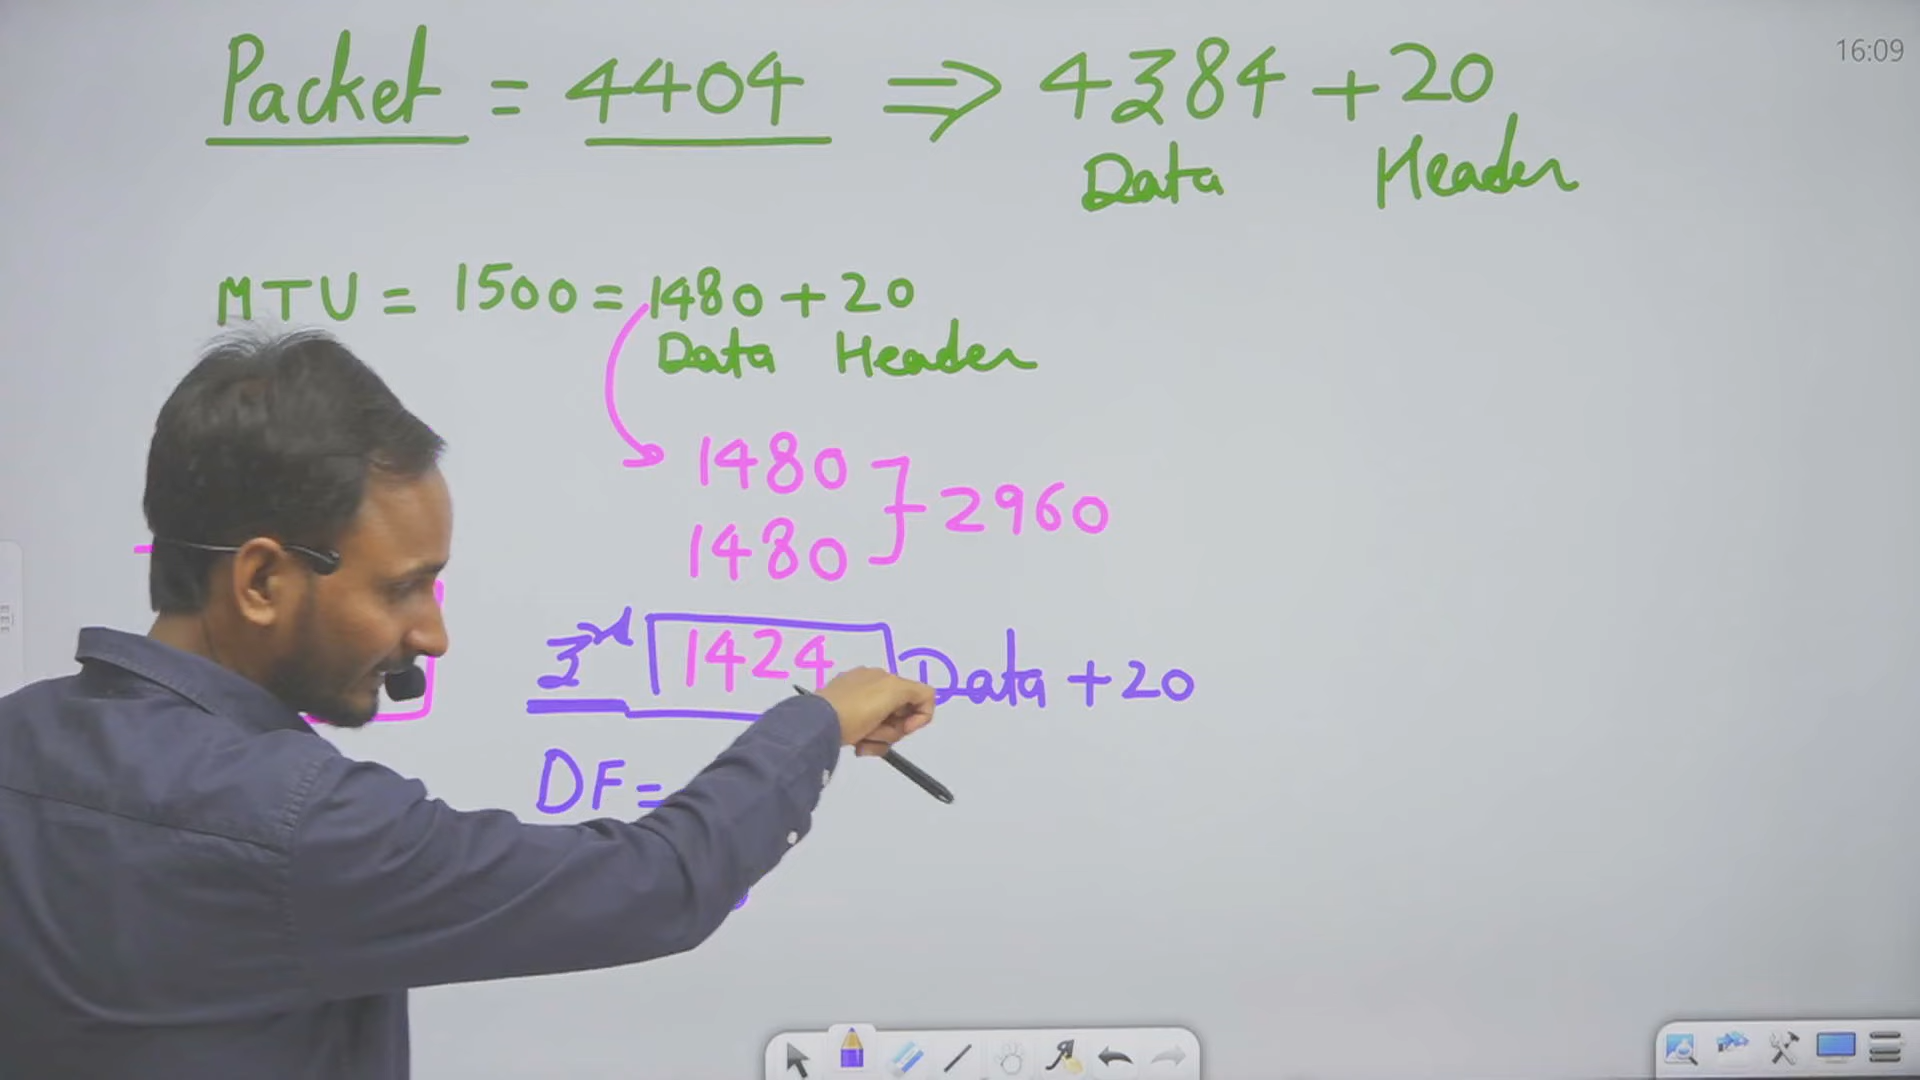 16:09
Packet = 4404 ⇒ 4384 + 20
Data Header
MTU = 1500 = 1480 + 20
Data Header
1480
1480
2960
3rd 1424 Data + 20
DF =